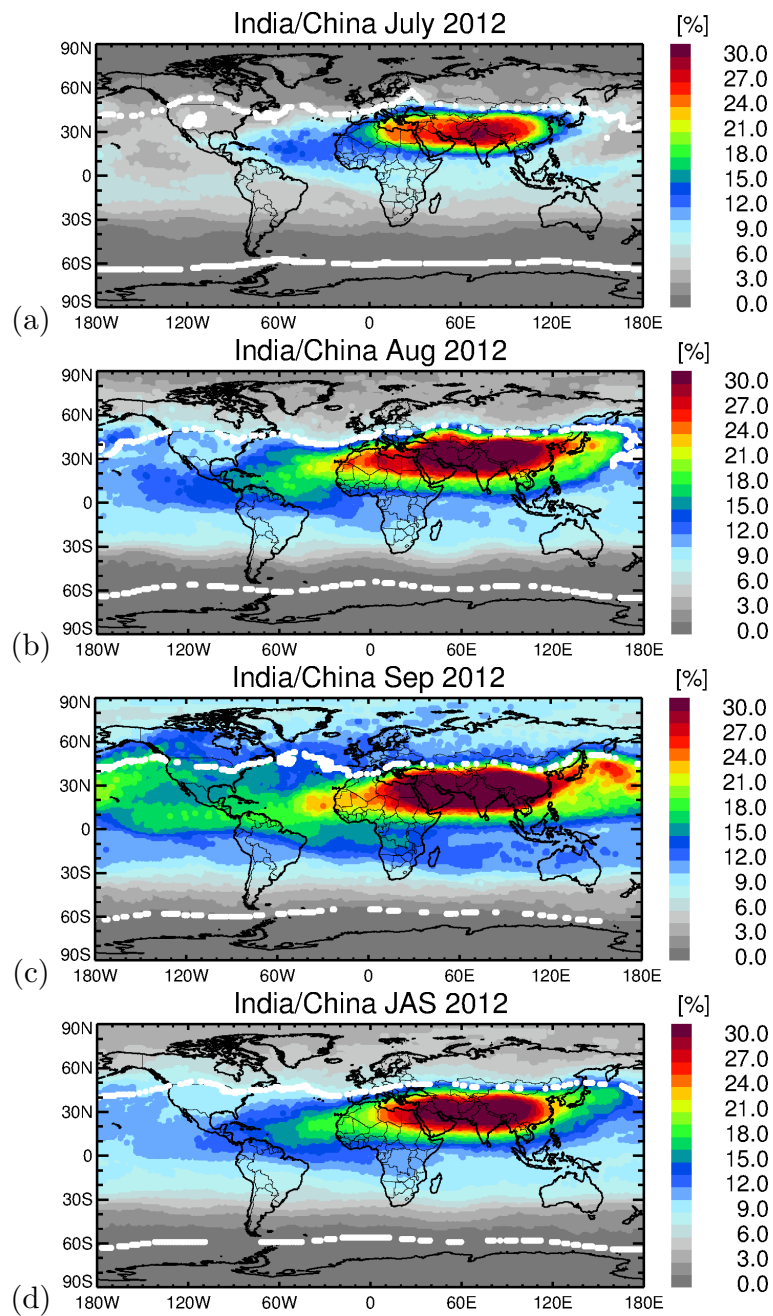 India/China July 2012
[%]
90N
60N
30N
0
30S
60S
90S
180W 120W 60W 0 60E 120E 180E
30.0
27.0
24.0
21.0
18.0
15.0
12.0
9.0
6.0
3.0
0.0
(a)
India/China Aug 2012
[%]
90N
60N
30N
0
30S
60S
90S
180W 120W 60W 0 60E 120E 180E
30.0
27.0
24.0
21.0
18.0
15.0
12.0
9.0
6.0
3.0
0.0
(b)
India/China Sep 2012
[%]
90N
60N
30N
0
30S
60S
90S
180W 120W 60W 0 60E 120E 180E
30.0
27.0
24.0
21.0
18.0
15.0
12.0
9.0
6.0
3.0
0.0
(c)
India/China JAS 2012
[%]
90N
60N
30N
0
30S
60S
90S
180W 120W 60W 0 60E 120E 180E
30.0
27.0
24.0
21.0
18.0
15.0
12.0
9.0
6.0
3.0
0.0
(d)